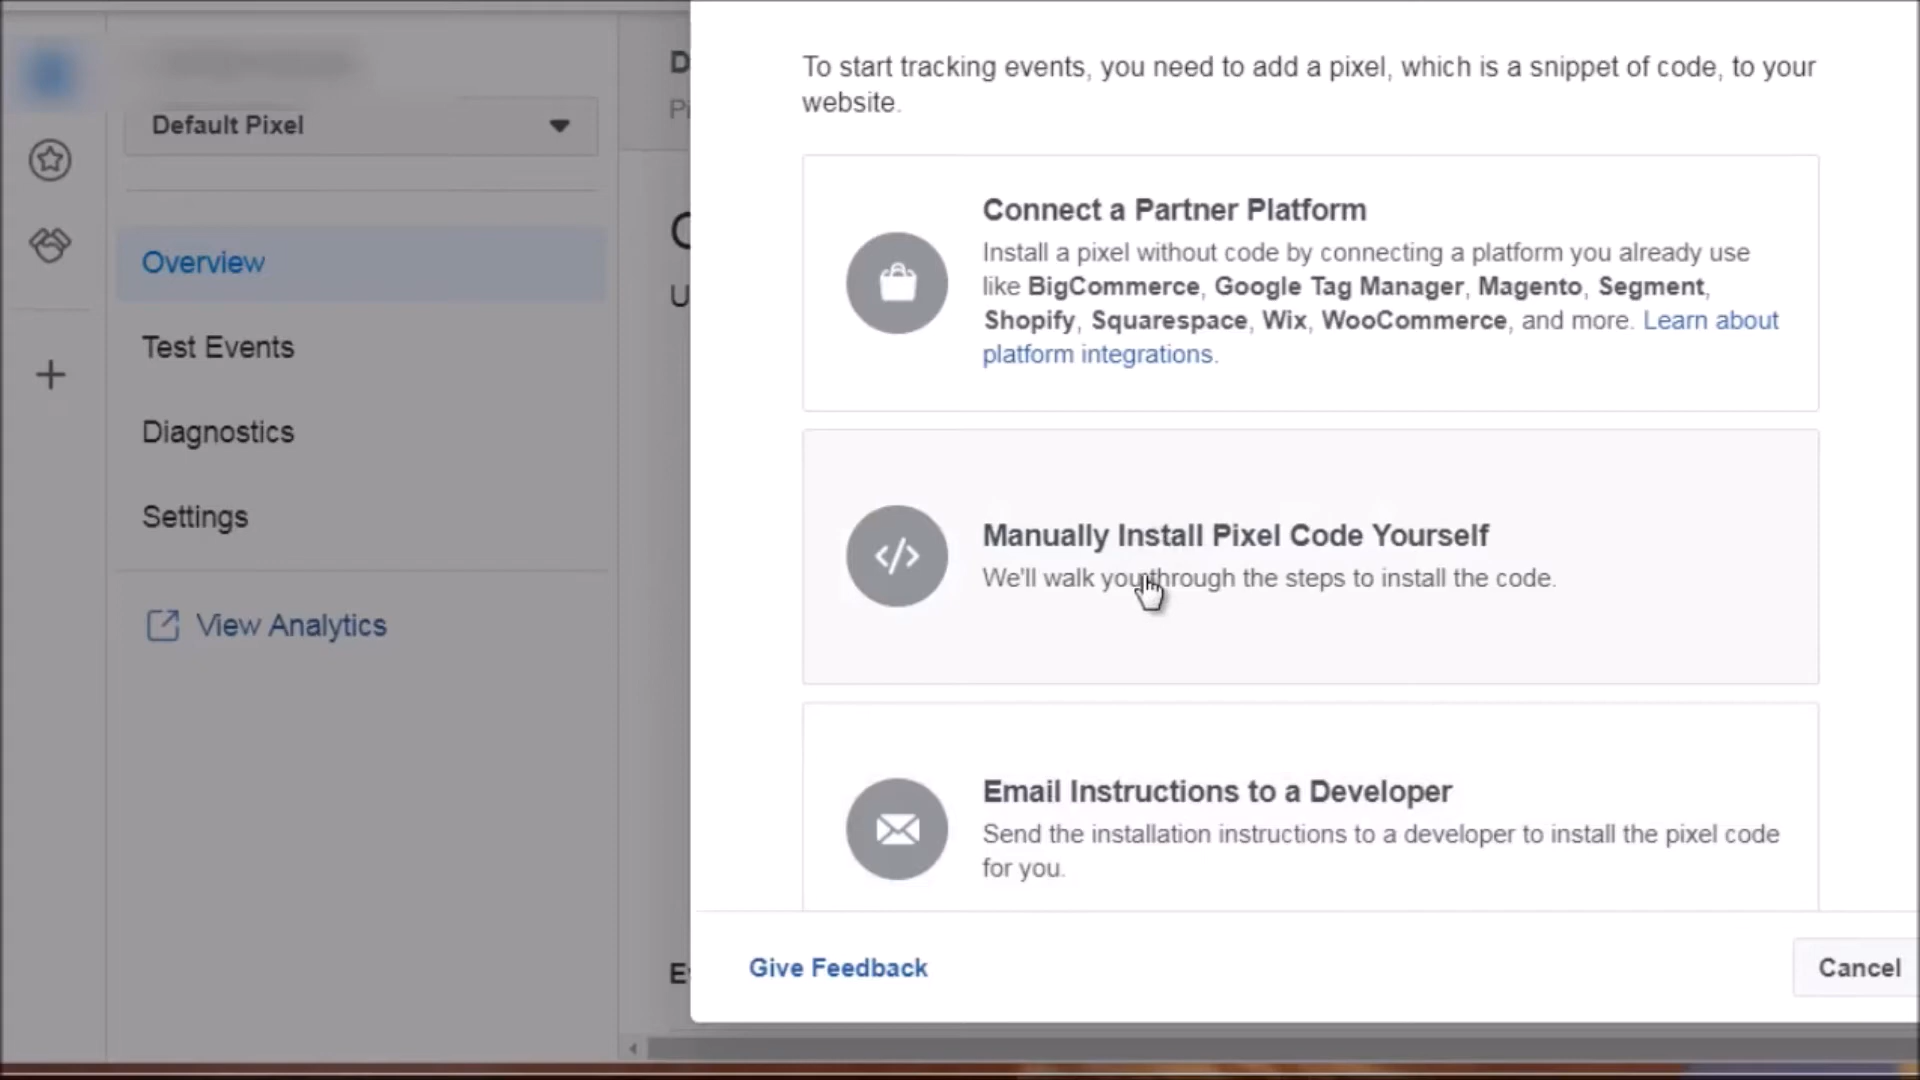 Default Pixel
Overview
Test Events
Diagnostics
Settings
View Analytics
To start tracking events, you need to add a pixel, which is a snippet of code, to your
website.
Connect a Partner Platform
Install a pixel without code by connecting a platform you already use
like BigCommerce, Google Tag Manager, Magento, Segment,
Shopify, Squarespace, Wix, WooCommerce, and more. Learn about
platform integrations.
Manually Install Pixel Code Yourself
We'll walk you through the steps to install the code.
Email Instructions to a Developer
Send the installation instructions to a developer to install the pixel code
for you.
Give Feedback
Cancel